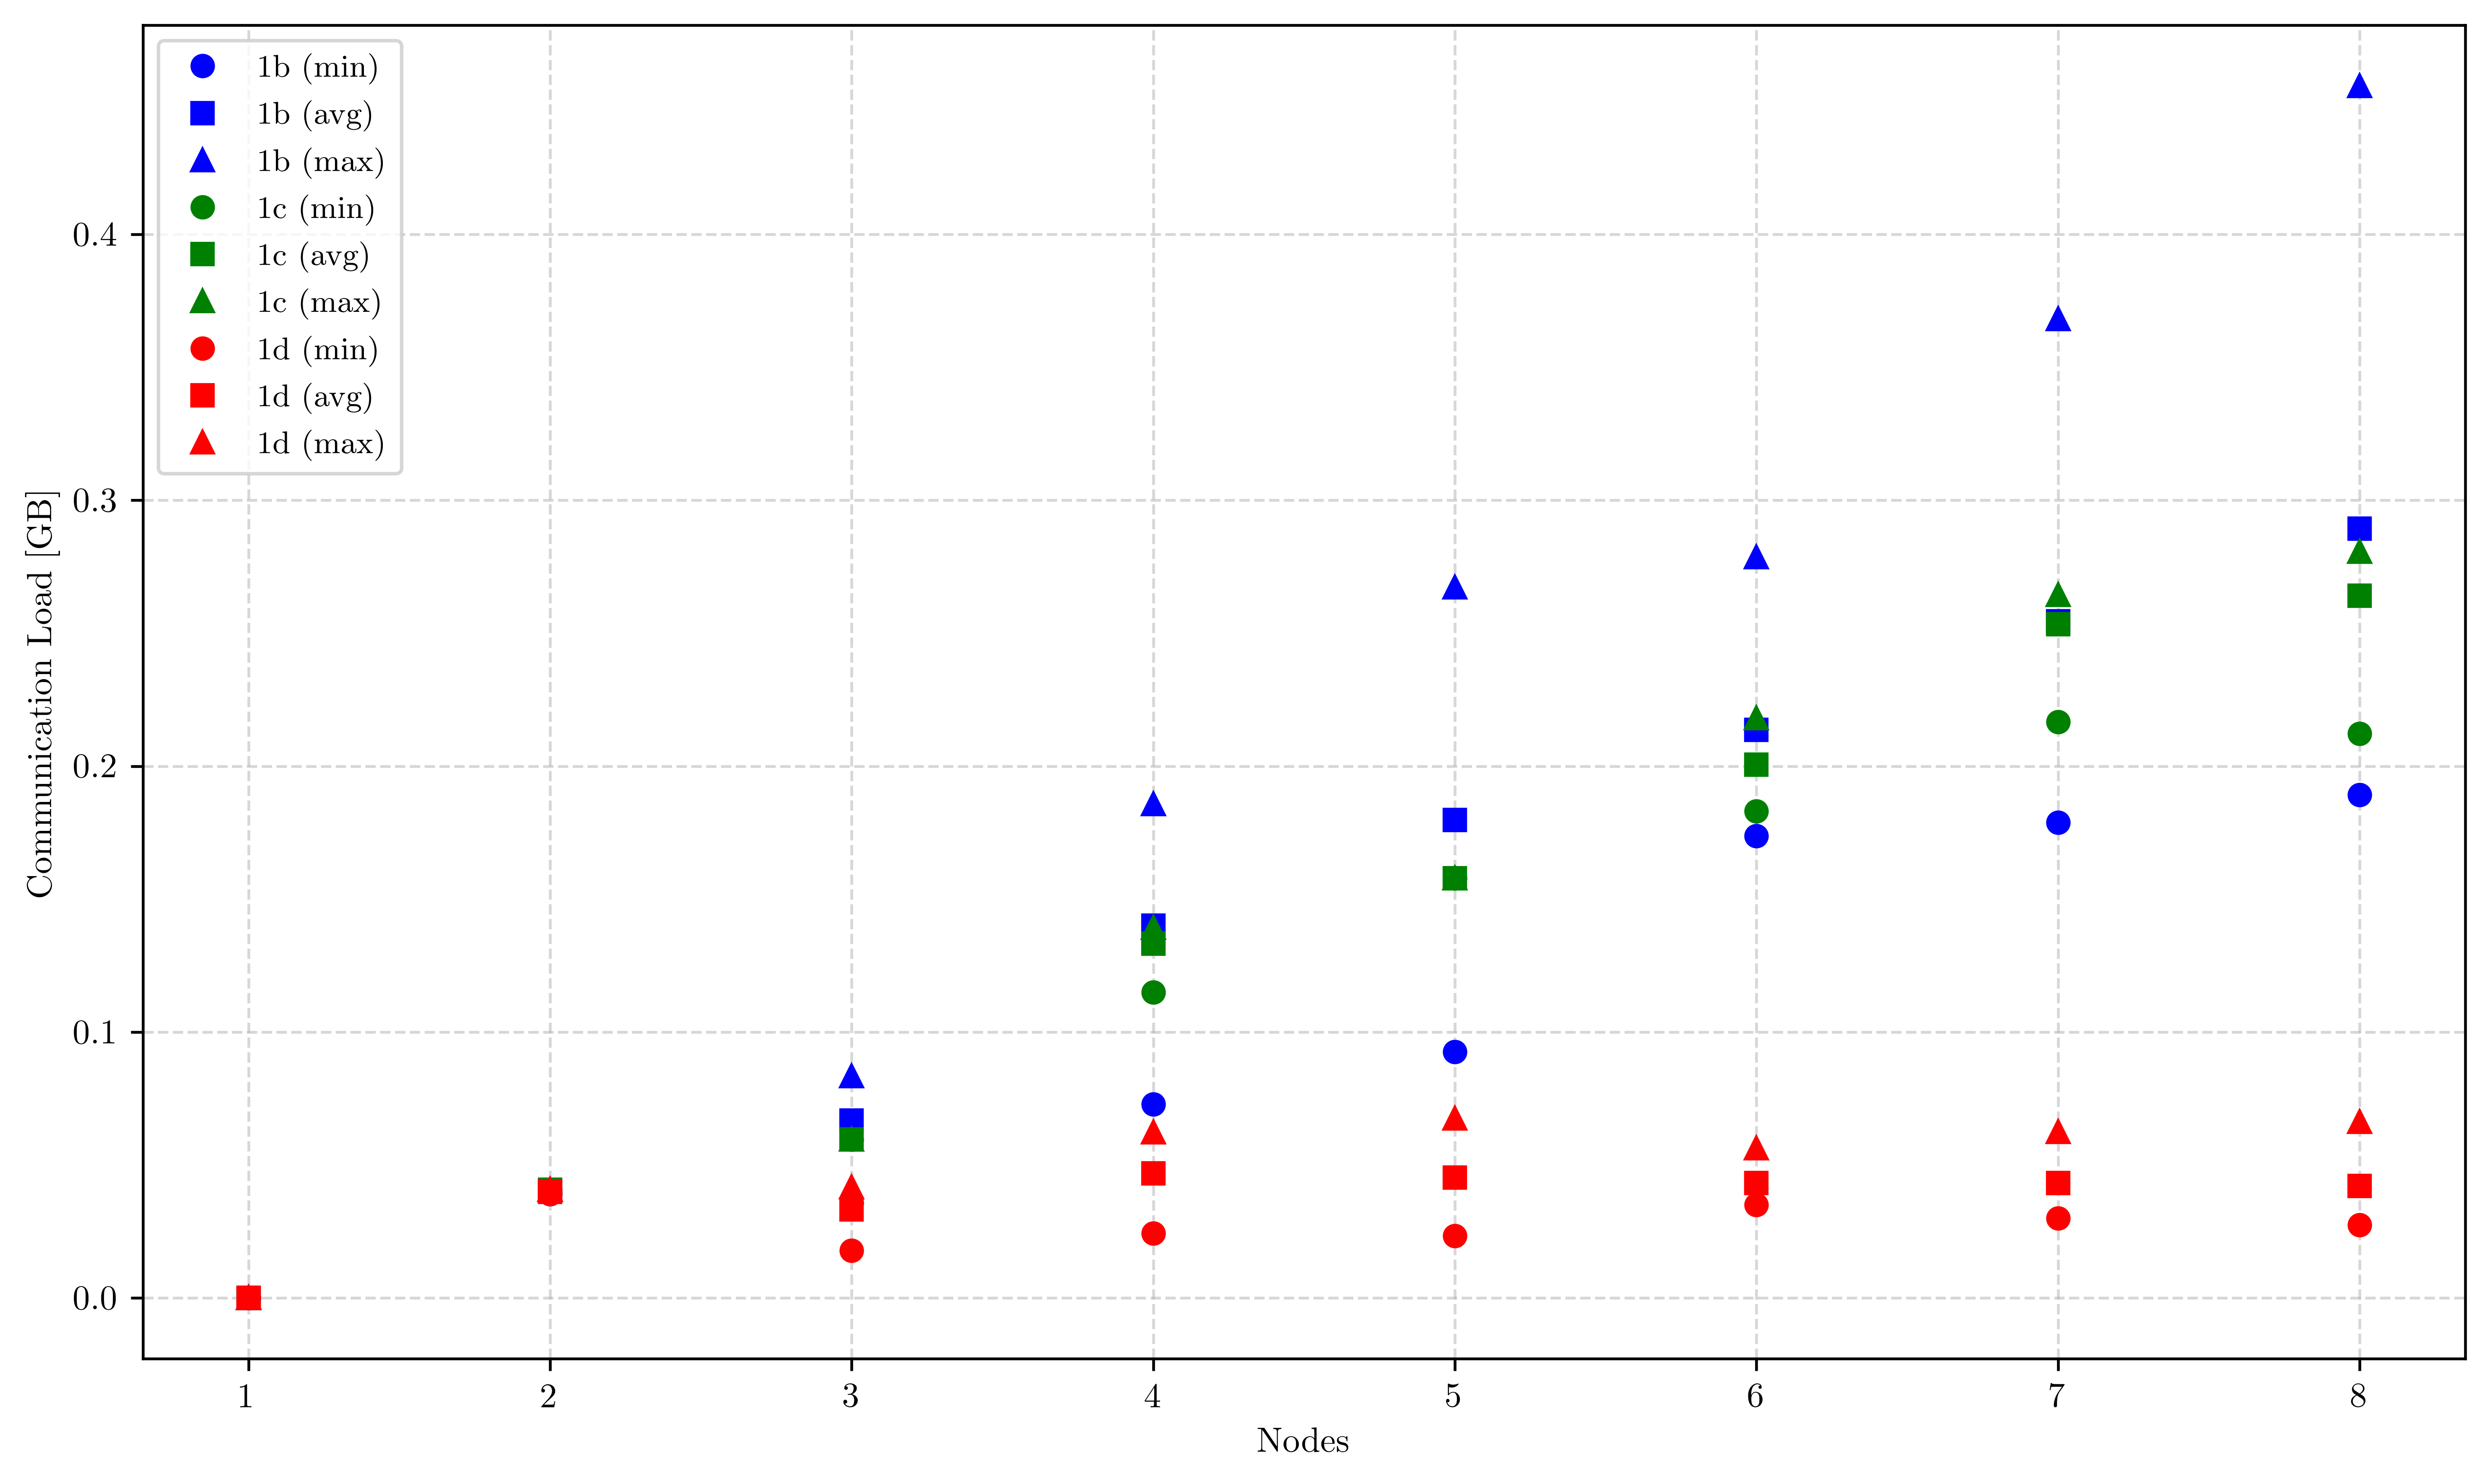 1b (min)
1b (avg)
1b (max)
1c (min)
1c (avg)
1c (max)
1d (min)
1d (avg)
1d (max)
Communication Load [GB]
0.4
0.3
0.2
0.1
0.0
1 2 3 4 5 6 7 8
Nodes